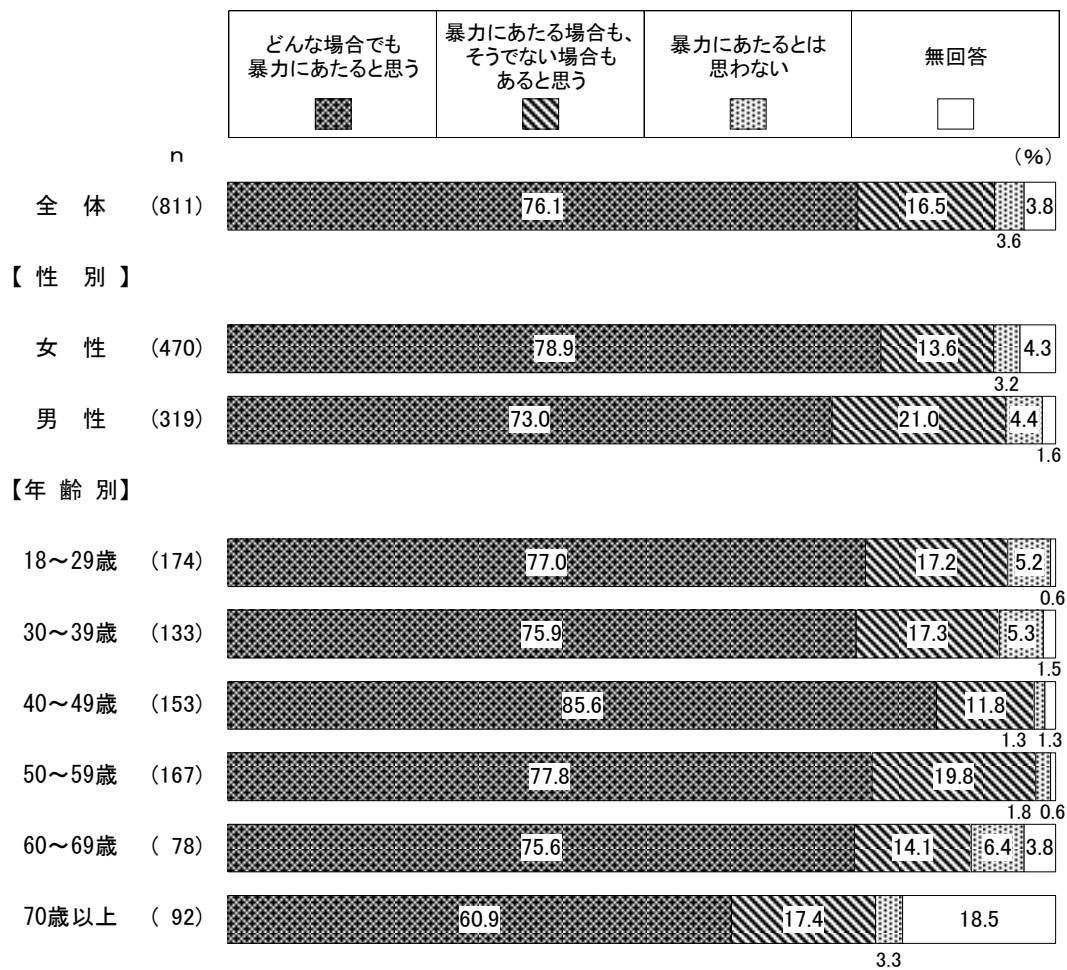 どんな場合でも
暴力にあたると思う
暴力にあたる場合も、
そうでない場合も
あると思う
暴力にあたるとは
思わない
無回答
n
(%)
全 体 (811) 76.1 16.5 3.8
3.6
【 性 別 】
女 性 (470) 78.9 13.6 4.3
3.2
男 性 (319) 73.0 21.0 4.4
1.6
【年 齢 別】
18～29歳 (174) 77.0 17.2 5.2
0.6
30～39歳 (133) 75.9 17.3 5.3
1.5
40～49歳 (153) 85.6 11.8
1.3 1.3
50～59歳 (167) 77.8 19.8
1.8 0.6
60～69歳 ( 78) 75.6 14.1 6.4 3.8
70歳以上 ( 92) 60.9 17.4 18.5
3.3